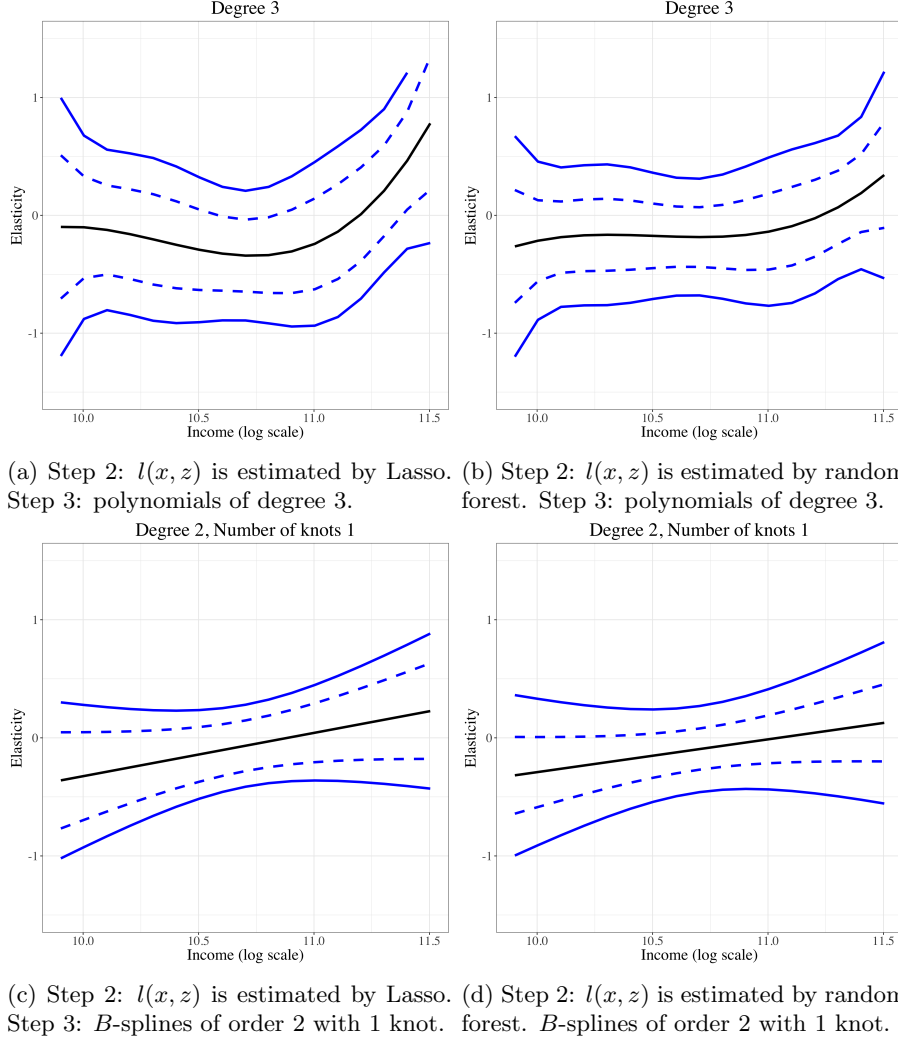 Degree 3
1
0
-1
Elasticity
10.0 10.5 11.0 11.5
Income (log scale)
Degree 3
1
0
-1
Elasticity
10.0 10.5 11.0 11.5
Income (log scale)
(a) Step 2: l(x, z) is estimated by Lasso.
Step 3: polynomials of degree 3.
(b) Step 2: l(x, z) is estimated by random
forest. Step 3: polynomials of degree 3.
Degree 2, Number of knots 1
1
0
-1
Elasticity
10.0 10.5 11.0 11.5
Income (log scale)
Degree 2, Number of knots 1
1
0
-1
Elasticity
10.0 10.5 11.0 11.5
Income (log scale)
(c) Step 2: l(x, z) is estimated by Lasso.
Step 3: B-splines of order 2 with 1 knot.
(d) Step 2: l(x, z) is estimated by random
forest. B-splines of order 2 with 1 knot.